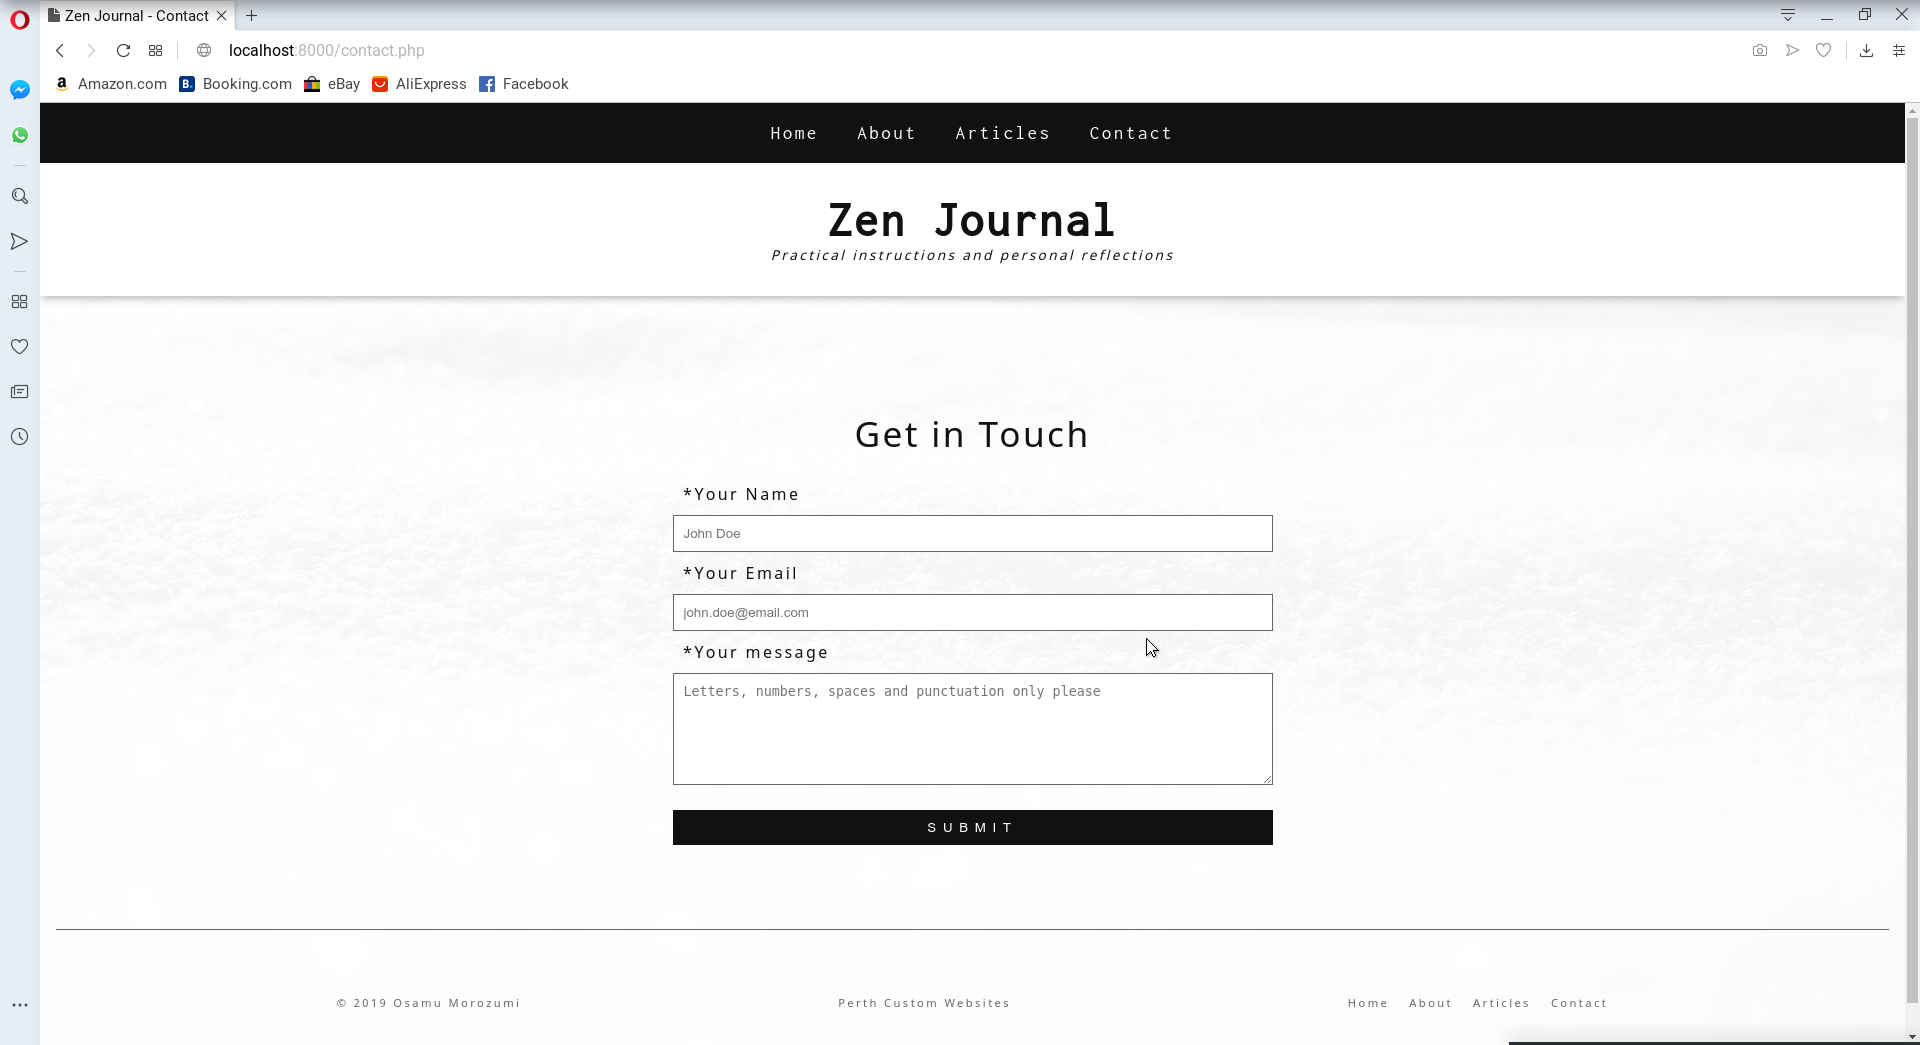 Zen Journal - Contact
localhost:8000/contact.php
Amazon.com Booking.com eBay AliExpress Facebook
Home About Articles Contact
Zen Journal
Practical instructions and personal reflections
Get in Touch
*Your Name
John Doe
*Your Email
john.doe@email.com
*Your message
Letters, numbers, spaces and punctuation only please
SUBMIT
© 2019 Osamu Morozumi Perth Custom Websites Home About Articles Contact